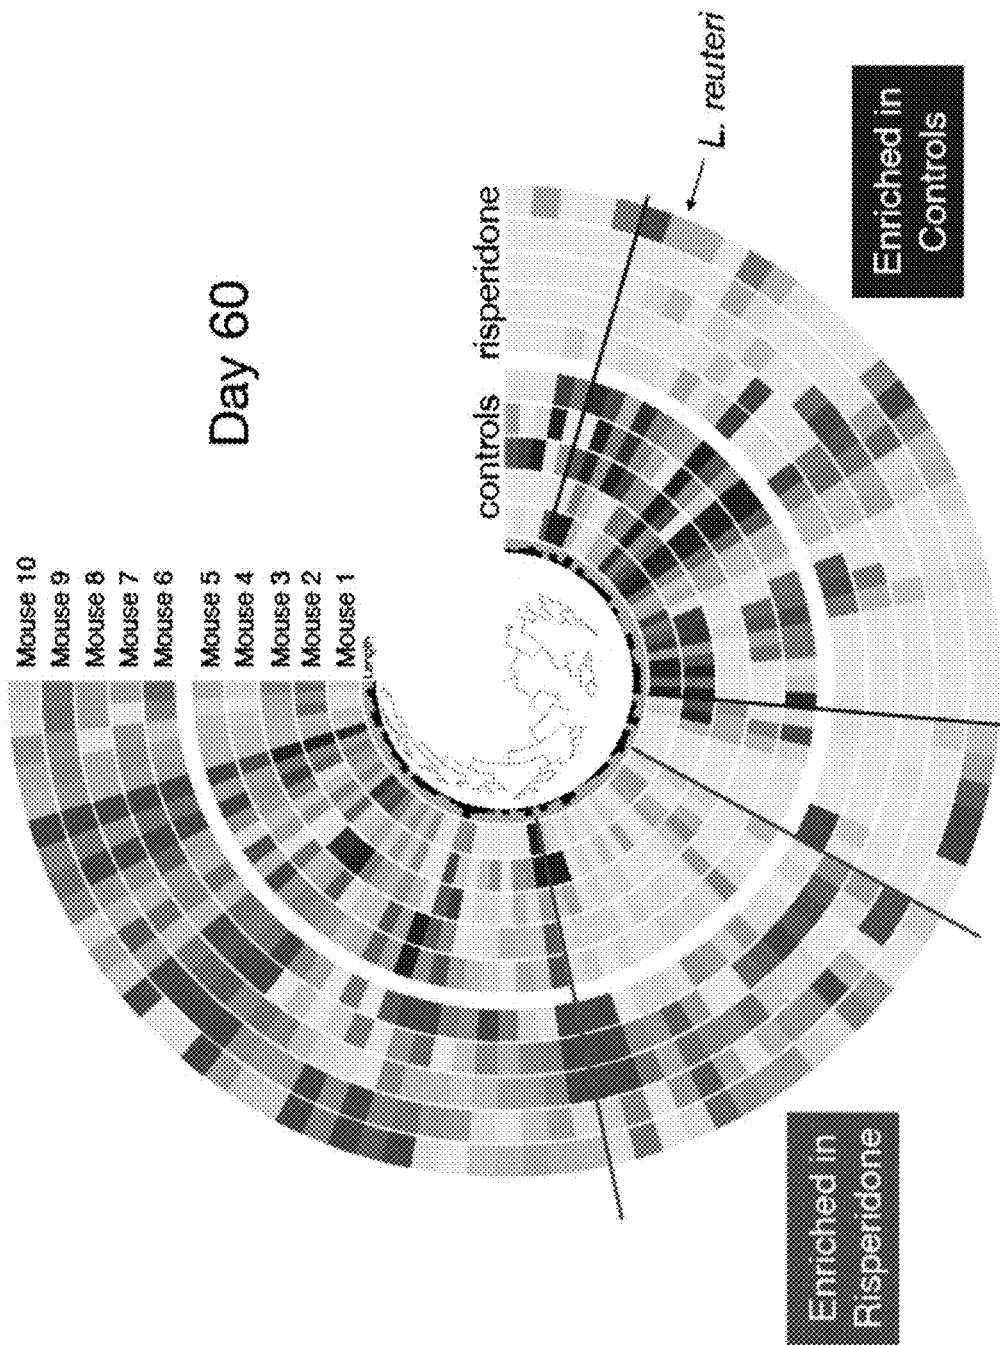 Day 60
Mouse 10
Mouse 9
Mouse 8
Mouse 7
Mouse 6
Mouse 5
Mouse 4
Mouse 3
Mouse 2
Mouse 1
Length
controls
risperidone
L. reuteri
Enriched in
Risperidone
Enriched in
Controls